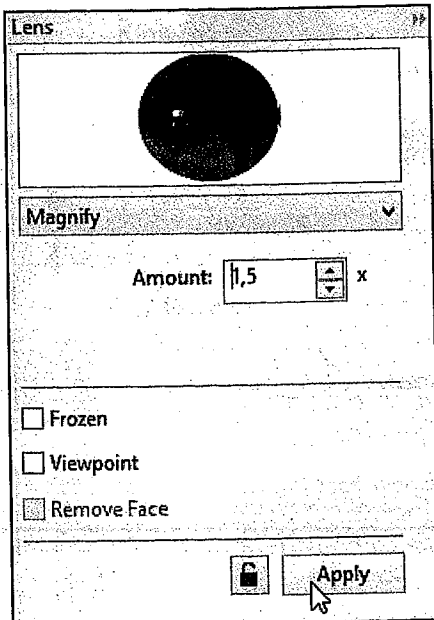 Lens
Magnify
Amount: 1,5 x
Frozen
Viewpoint
Remove Face
Apply